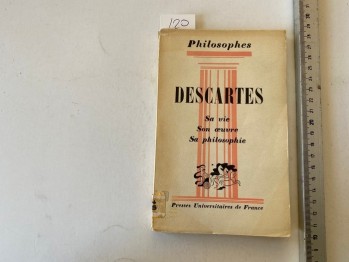 120
Philosophes
DESCARTES
Sa vie
Son œuvre
Sa philosophie
Presses Universitaires de France